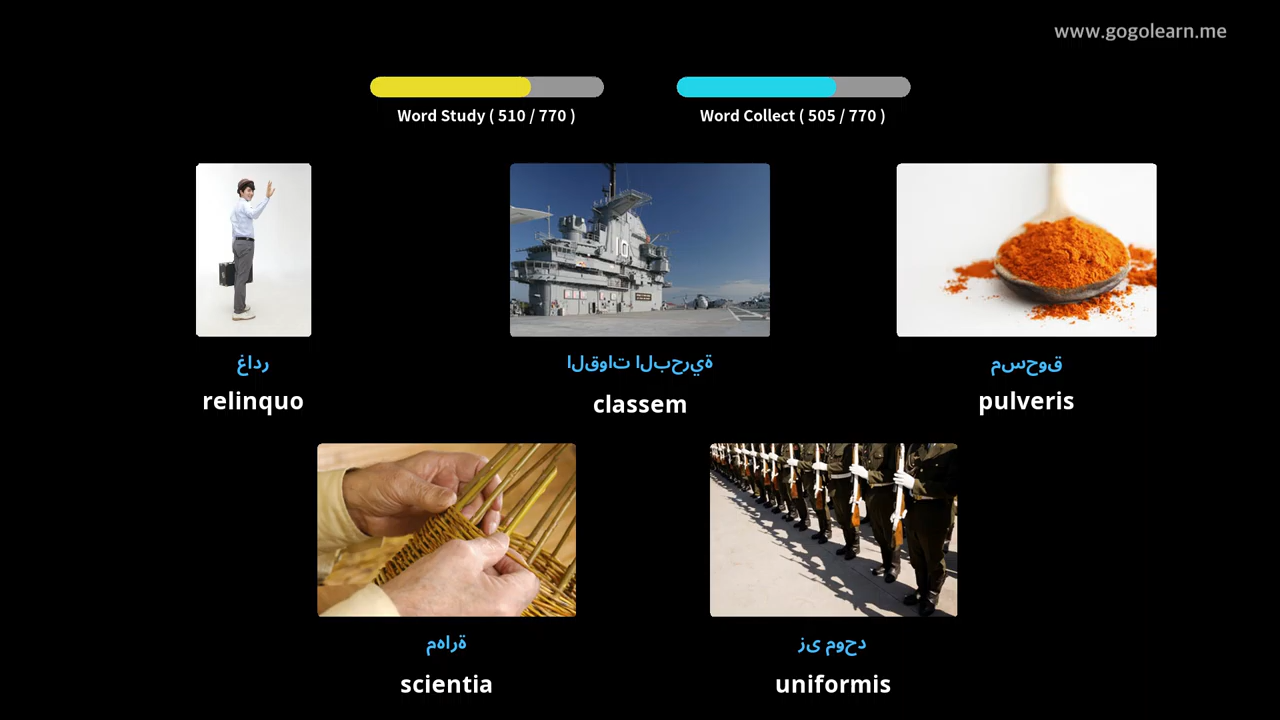 www.gogolearn.me
Word Study ( 510 / 770 )
Word Collect ( 505 / 770 )
غادر
relinquo
القوات البحرية
classem
مسحوق
pulveris
مهارة
scientia
زى موحد
uniformis